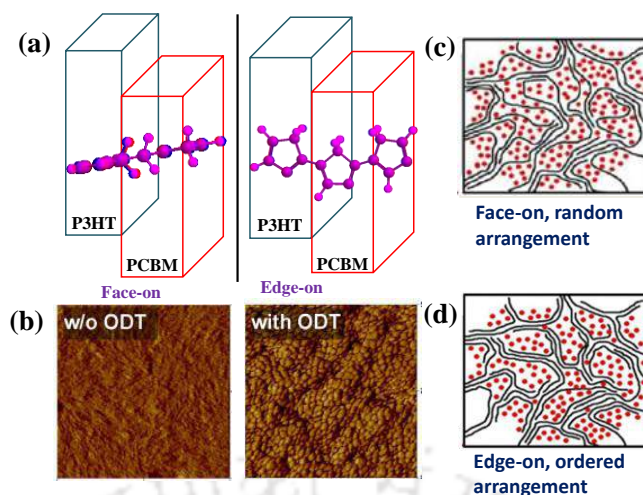 (a)
P3HT
PCBM
Face-on
P3HT
PCBM
Edge-on
(b)
w/o ODT
with ODT
(c)
Face-on, random
arrangement
(d)
Edge-on, ordered
arrangement